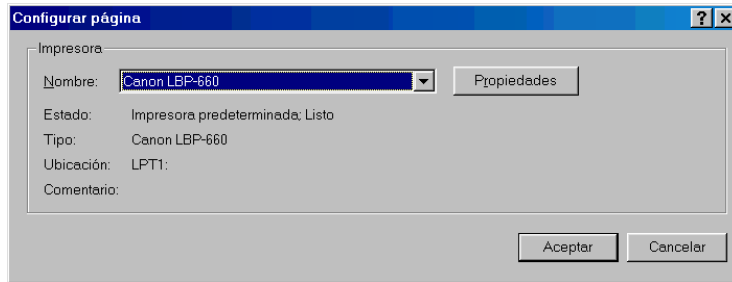 Configurar página
Impresora
Nombre: Canon LBP-660 Propiedades
Estado: Impresora predeterminada; Listo
Tipo: Canon LBP-660
Ubicación: LPT1:
Comentario:
Aceptar Cancelar